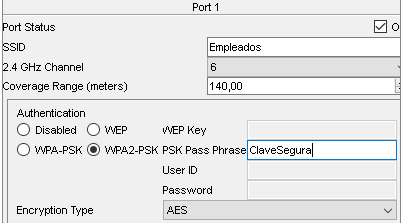 Port 1
Port Status O
SSID Empleados
2.4 GHz Channel 6
Coverage Range (meters) 140,00
Authentication
Disabled WEP WEP Key
WPA-PSK WPA2-PSK PSK Pass Phrase ClaveSegura
User ID
Password
Encryption Type AES